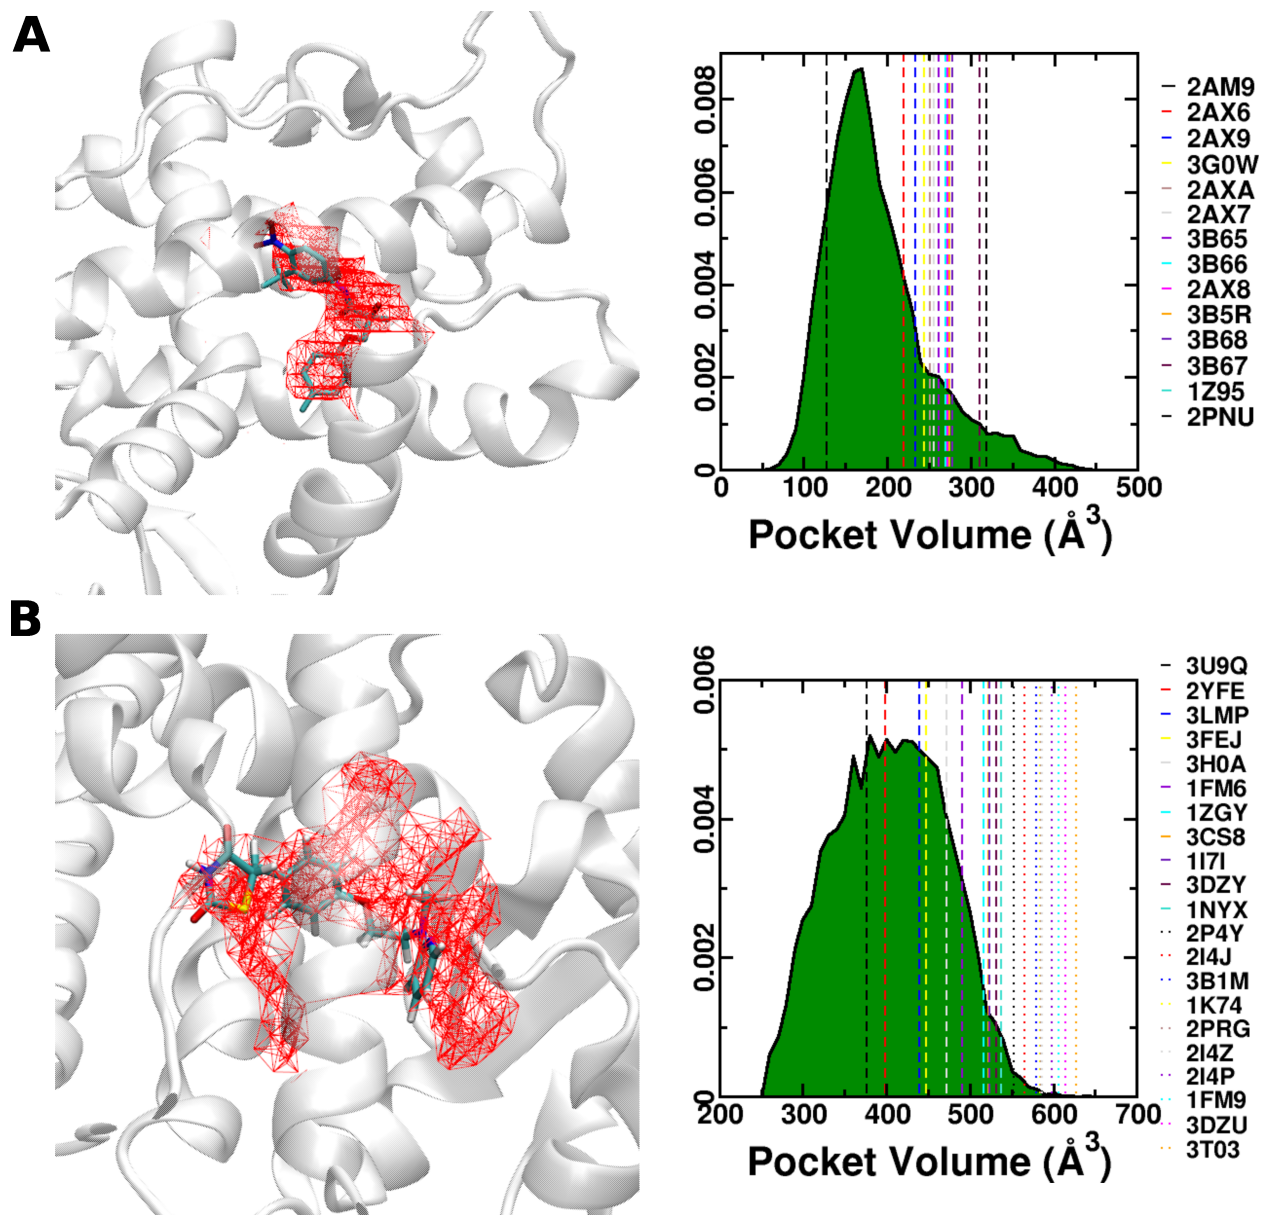 A
0.008
0.006
0.004
0.002
0
0 100 200 300 400 500
Pocket Volume (Å3)
2AM9
2AX6
2AX9
3G0W
2AXA
2AX7
3B65
3B66
2AX8
3B5R
3B68
3B67
1Z95
2PNU
B
0.006
0.004
0.002
0
200 300 400 500 600 700
Pocket Volume (Å3)
3U9Q
2YFE
3LMP
3FEJ
3H0A
1FM6
1ZGY
3CS8
1I7I
3DZY
1NYX
2P4Y
2I4J
3B1M
1K74
2PRG
2I4Z
2I4P
1FM9
3DZU
3T03